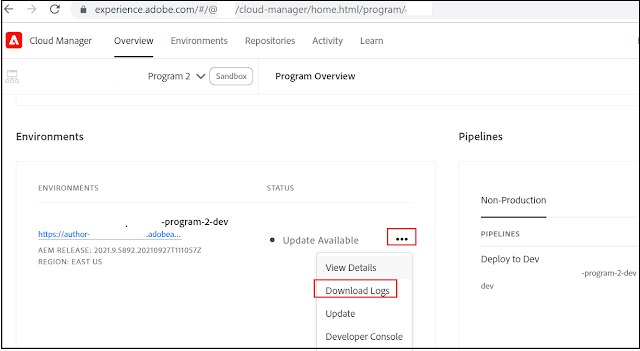 experience.adobe.com/#/@ /cloud-manager/home.html/program/
Cloud Manager Overview Environments Repositories Activity Learn
Program 2 Sandbox Program Overview
Environments
ENVIRONMENTS STATUS
-program-2-dev
https://author- .adobea...
AEM RELEASE: 2021.9.5892.20210927T111057Z
REGION: EAST US
Update Available •••
View Details
Download Logs
Update
Developer Console
Pipelines
Non-Production
PIPELINES
Deploy to Dev
-program-2-dev
dev